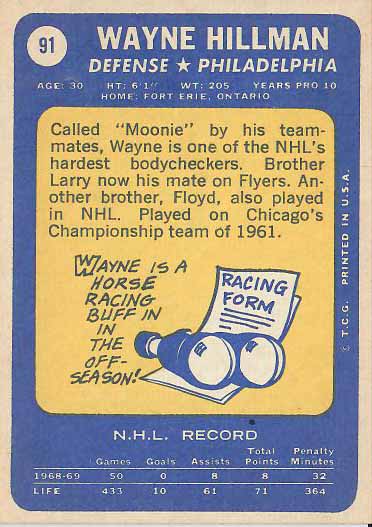 91
WAYNE HILLMAN
DEFENSE ★ PHILADELPHIA
AGE: 30 HT: 6'1" WT: 205 YEARS PRO 10
HOME: FORT ERIE, ONTARIO
Called "Moonie" by his team-
mates, Wayne is one of the NHL's
hardest bodycheckers. Brother
Larry now his mate on Flyers. An-
other brother, Floyd, also played
in NHL. Played on Chicago's
Championship team of 1961.
WAYNE IS A
HORSE
RACING
BUFF IN
IN
THE
OFF-
SEASON!
RACING
FORM
© T.C.G. PRINTED IN U.S.A.
N.H.L. RECORD
Games Goals Assists Total Points Penalty Minutes
1968-69 50 0 8 8 32
LIFE 433 10 61 71 364